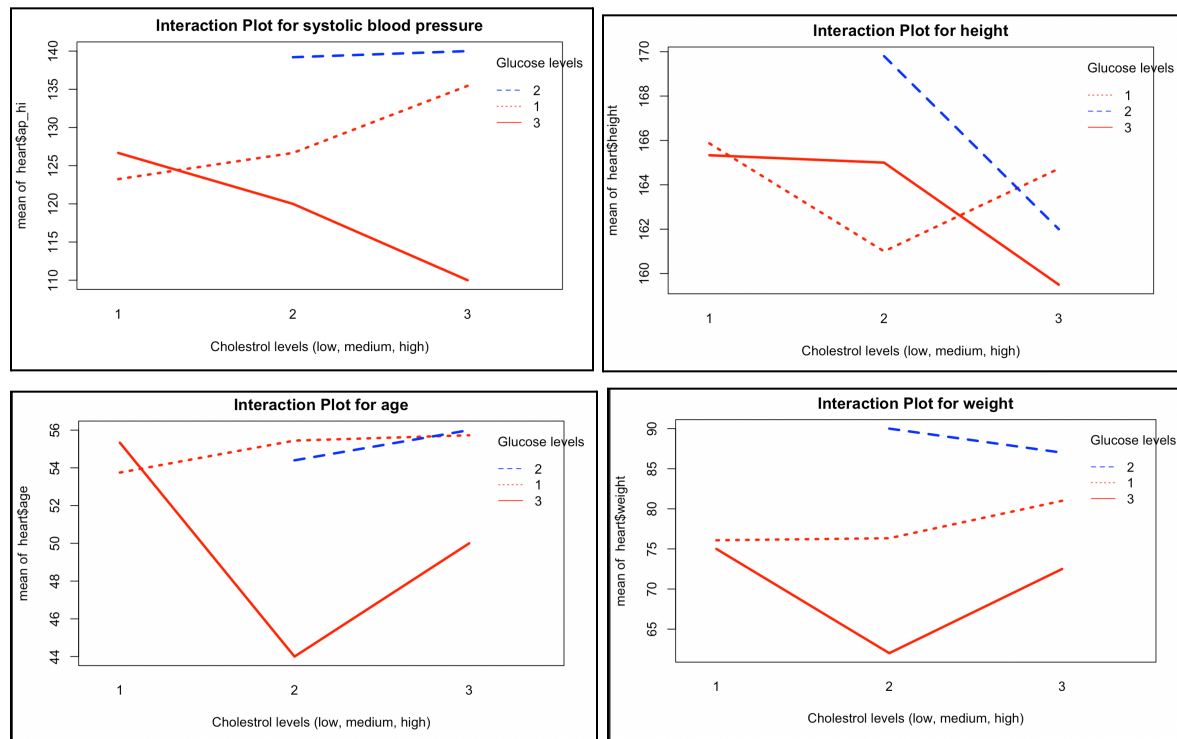 Interaction Plot for systolic blood pressure
mean of heart$ap_hi
140
135
130
125
120
115
110
Glucose levels
2
1
3
1 2 3
Cholestrol levels (low, medium, high)
Interaction Plot for height
mean of heart$height
170
168
166
164
162
160
Glucose levels
1
2
3
1 2 3
Cholestrol levels (low, medium, high)
Interaction Plot for age
mean of heart$age
56
54
52
50
48
46
44
Glucose levels
2
1
3
1 2 3
Cholestrol levels (low, medium, high)
Interaction Plot for weight
mean of heart$weight
90
85
80
75
70
65
Glucose levels
2
1
3
1 2 3
Cholestrol levels (low, medium, high)